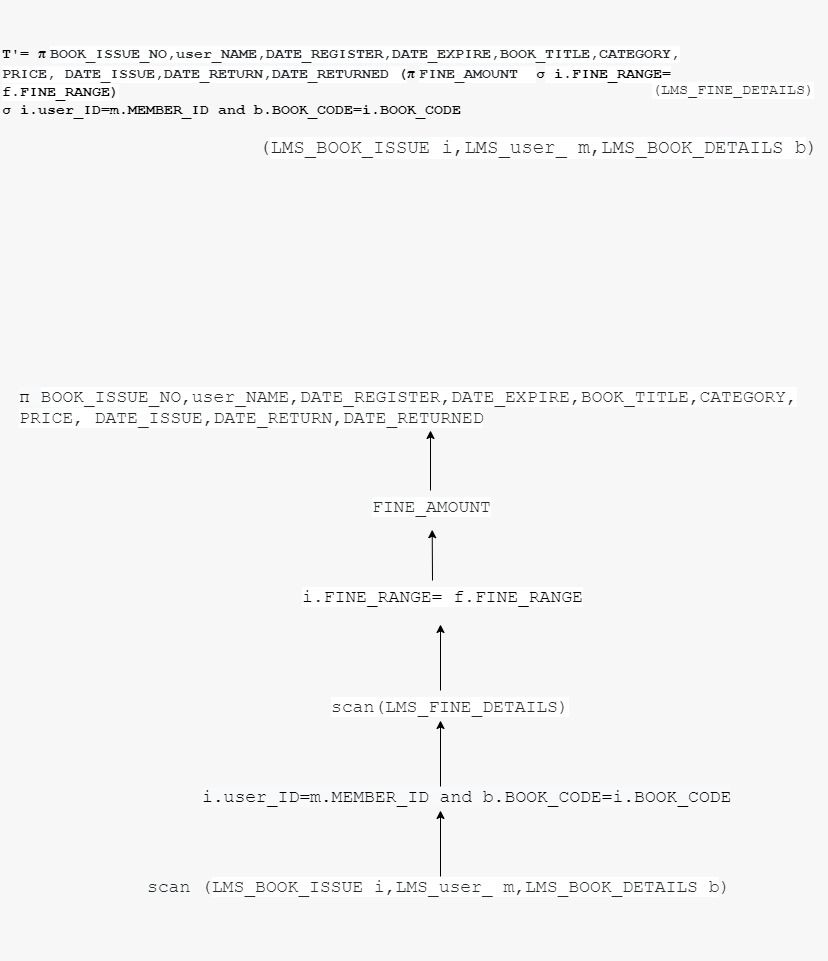 T'= π BOOK_ISSUE_NO,user_NAME,DATE_REGISTER,DATE_EXPIRE,BOOK_TITLE,CATEGORY,
PRICE, DATE_ISSUE,DATE_RETURN,DATE_RETURNED (π FINE_AMOUNT σ i.FINE_RANGE=
f.FINE_RANGE) (LMS_FINE_DETAILS)
σ i.user_ID=m.MEMBER_ID and b.BOOK_CODE=i.BOOK_CODE
(LMS_BOOK_ISSUE i,LMS_user_ m,LMS_BOOK_DETAILS b)
π BOOK_ISSUE_NO,user_NAME,DATE_REGISTER,DATE_EXPIRE,BOOK_TITLE,CATEGORY,
PRICE, DATE_ISSUE,DATE_RETURN,DATE_RETURNED
FINE_AMOUNT
i.FINE_RANGE= f.FINE_RANGE
scan(LMS_FINE_DETAILS)
i.user_ID=m.MEMBER_ID and b.BOOK_CODE=i.BOOK_CODE
scan (LMS_BOOK_ISSUE i,LMS_user_ m,LMS_BOOK_DETAILS b)